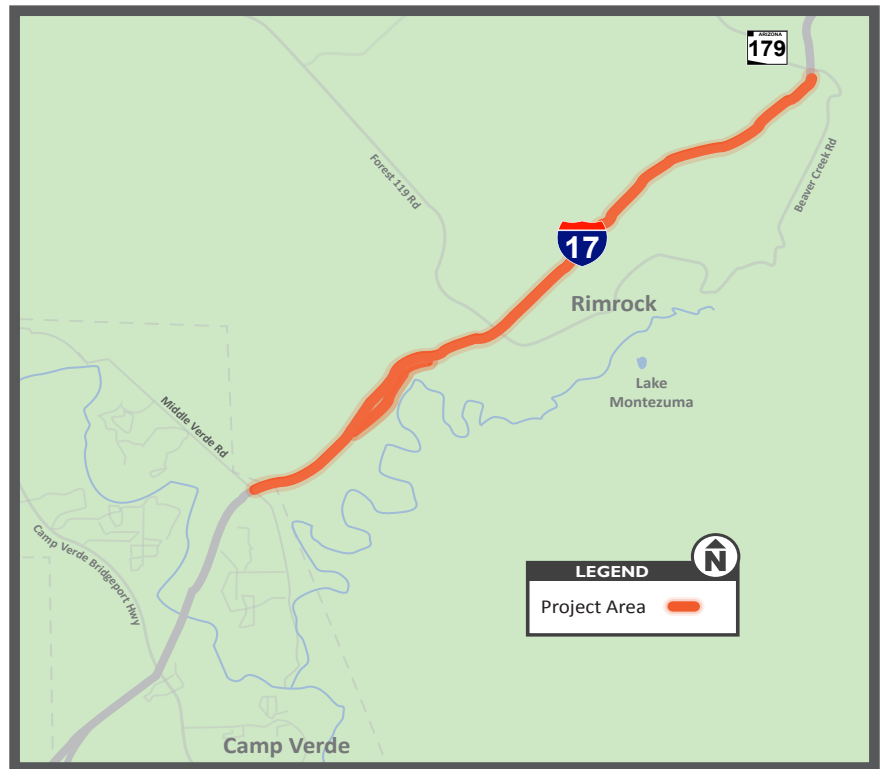 ARIZONA
179
Forest 119 Rd
Beaver Creek Rd
17
Rimrock
Lake
Montezuma
Middle Verde Rd
Camp Verde Bridgeport Hwy
N
LEGEND
Project Area
Camp Verde